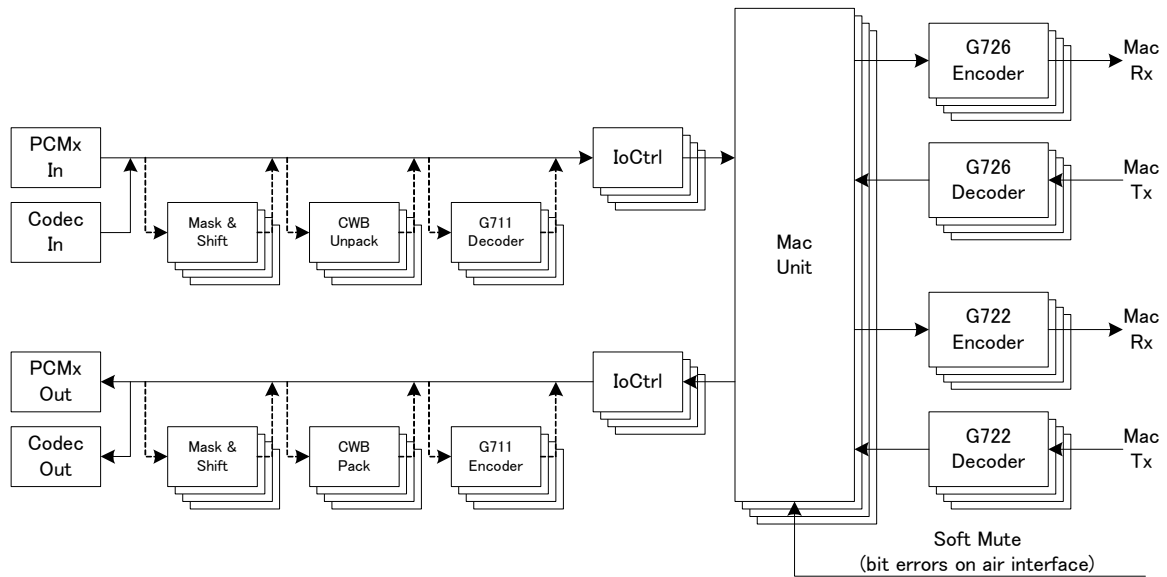 PCMx
In
Codec
In
Mask &
Shift
CWB
Unpack
G711
Decoder
IoCtrl
Mac
Unit
G726
Encoder
Mac
Rx
G726
Decoder
Mac
Tx
G722
Encoder
Mac
Rx
G722
Decoder
Mac
Tx
PCMx
Out
Codec
Out
Mask &
Shift
CWB
Pack
G711
Encoder
IoCtrl
Soft Mute
(bit errors on air interface)